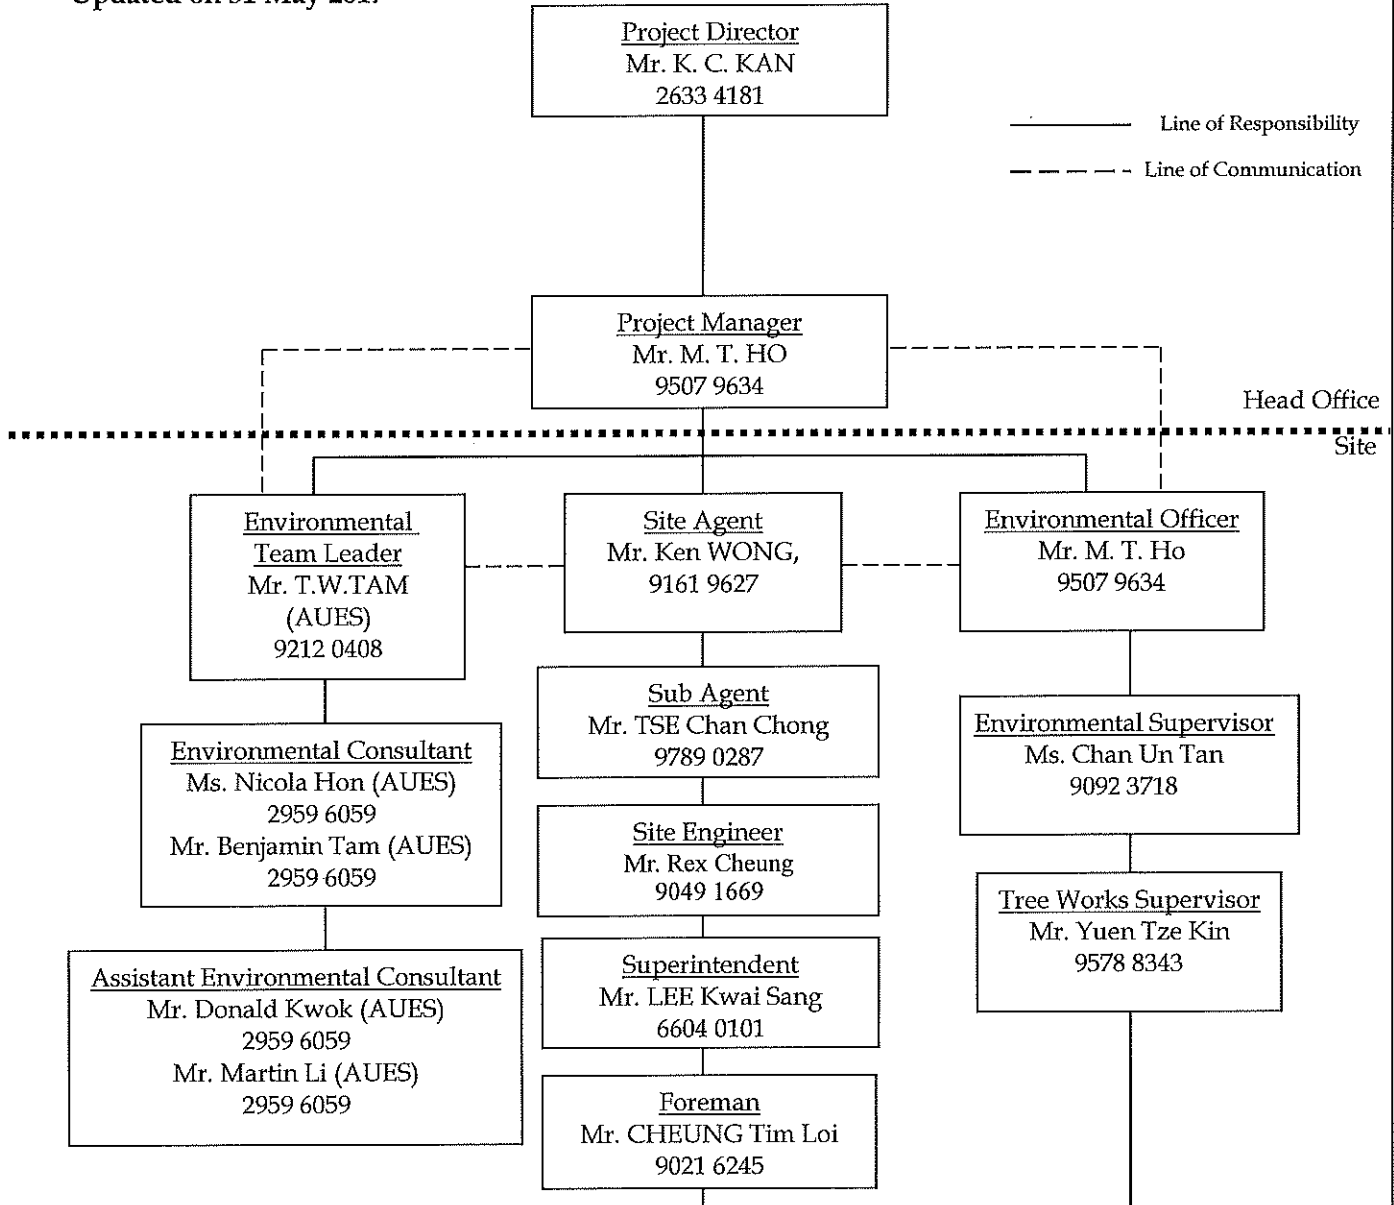 Project Director
Mr. K. C. KAN
2633 4181
Line of Responsibility
Line of Communication
Project Manager
Mr. M. T. HO
9507 9634
Head Office
Site
Environmental
Team Leader
Mr. T.W.TAM
(AUES)
9212 0408
Site Agent
Mr. Ken WONG,
9161 9627
Environmental Officer
Mr. M. T. Ho
9507 9634
Sub Agent
Mr. TSE Chan Chong
9789 0287
Environmental Supervisor
Ms. Chan Un Tan
9092 3718
Environmental Consultant
Ms. Nicola Hon (AUES)
2959 6059
Mr. Benjamin Tam (AUES)
2959 6059
Site Engineer
Mr. Rex Cheung
9049 1669
Tree Works Supervisor
Mr. Yuen Tze Kin
9578 8343
Assistant Environmental Consultant
Mr. Donald Kwok (AUES)
2959 6059
Mr. Martin Li (AUES)
2959 6059
Superintendent
Mr. LEE Kwai Sang
6604 0101
Foreman
Mr. CHEUNG Tim Loi
9021 6245